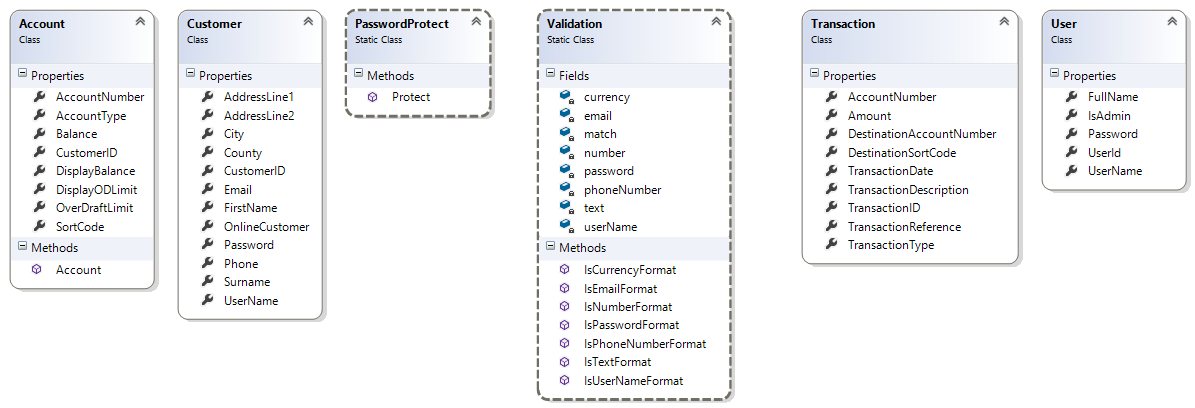 Account
Class
Properties
AccountNumber
AccountType
Balance
CustomerID
DisplayBalance
DisplayODLimit
OverDraftLimit
SortCode
Methods
Account
Customer
Class
Properties
AddressLine1
AddressLine2
City
County
CustomerID
Email
FirstName
OnlineCustomer
Password
Phone
Surname
UserName
PasswordProtect
Static Class
Methods
Protect
Validation
Static Class
Fields
currency
email
match
number
password
phoneNumber
text
userName
Methods
IsCurrencyFormat
IsEmailFormat
IsNumberFormat
IsPasswordFormat
IsPhoneNumberFormat
IsTextFormat
IsUserNameFormat
Transaction
Class
Properties
AccountNumber
Amount
DestinationAccountNumber
DestinationSortCode
TransactionDate
TransactionDescription
TransactionID
TransactionReference
TransactionType
User
Class
Properties
FullName
IsAdmin
Password
UserId
UserName